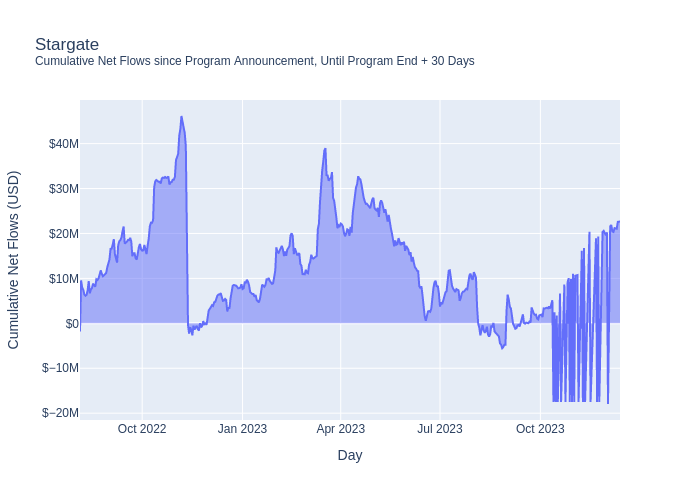 Stargate
Cumulative Net Flows since Program Announcement, Until Program End + 30 Days
Cumulative Net Flows (USD)
$40M
$30M
$20M
$10M
$0
$−10M
$−20M
Oct 2022
Jan 2023
Apr 2023
Jul 2023
Oct 2023
Day